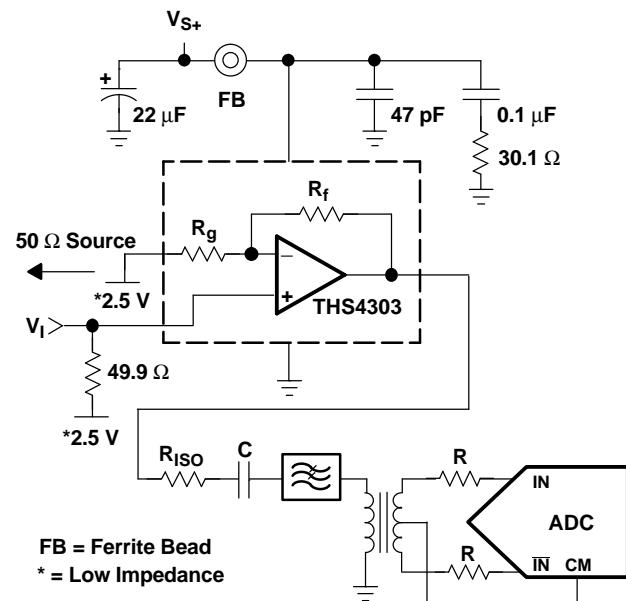 VS+
+
FB
22 μF
47 pF
0.1 μF
30.1 Ω
Rf
Rg
50 Ω Source
*2.5 V
−
+
THS4303
VI
49.9 Ω
*2.5 V
RISO
C
R
IN
ADC
R
IN CM
FB = Ferrite Bead
* = Low Impedance